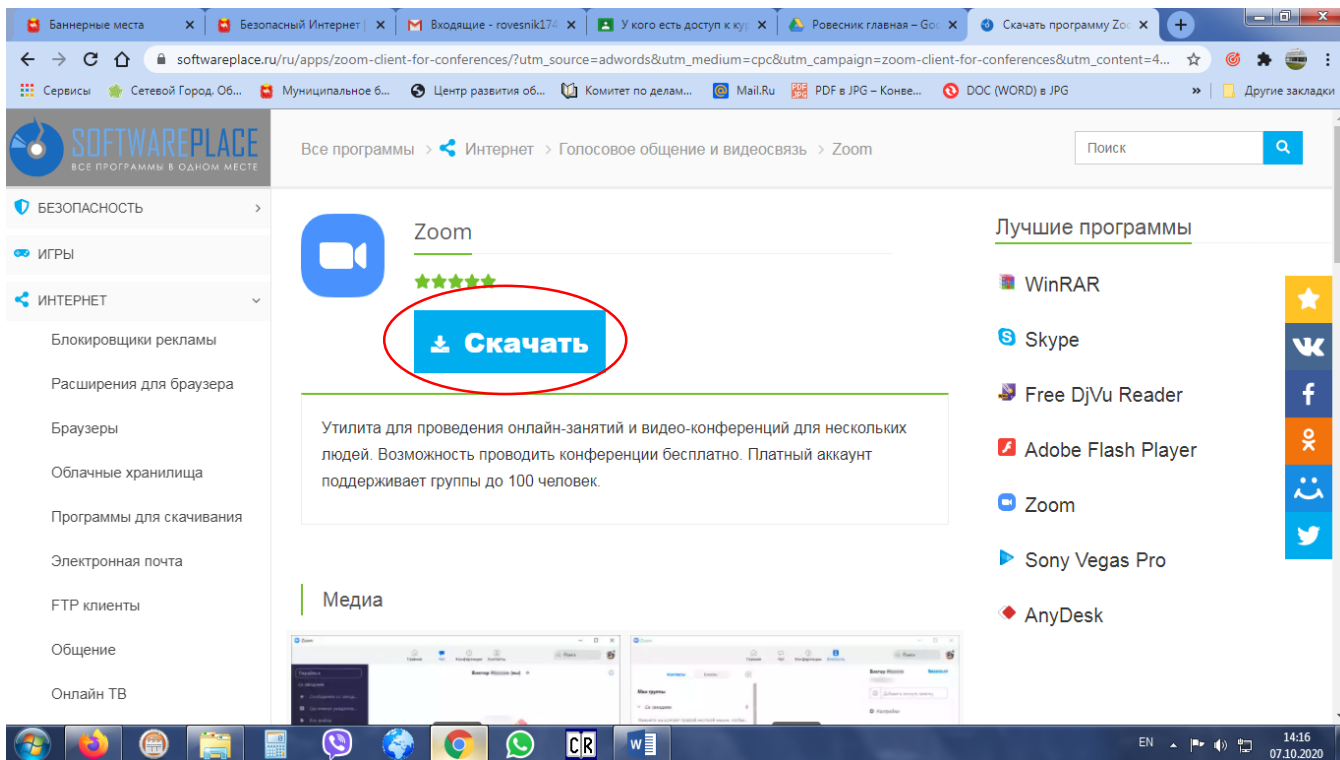 Баннерные места
Безопасный Интернет |
Входящие - rovesnik174
У кого есть доступ к кур
Ровесник главная – Goo
Скачать программу Zoo
softwareplace.ru/ru/apps/zoom-client-for-conferences/?utm_source=adwords&utm_medium=cpc&utm_campaign=zoom-client-for-conferences&utm_content=4...
Сервисы
Сетевой Город. Об...
Муниципальное б...
Центр развития об...
Комитет по делам...
Mail.Ru
PDF в JPG – Конве...
DOC (WORD) в JPG
»
Другие закладки
SOFTWAREPLACE
ВСЕ ПРОГРАММЫ В ОДНОМ МЕСТЕ
Все программы > Интернет > Голосовое общение и видеосвязь > Zoom
Поиск
БЕЗОПАСНОСТЬ
ИГРЫ
ИНТЕРНЕТ
Блокировщики рекламы
Расширения для браузера
Браузеры
Облачные хранилища
Программы для скачивания
Электронная почта
FTP клиенты
Общение
Онлайн ТВ
Zoom
Скачать
Утилита для проведения онлайн-занятий и видео-конференций для нескольких
людей. Возможность проводить конференции бесплатно. Платный аккаунт
поддерживает группы до 100 человек.
Медиа
Лучшие программы
WinRAR
Skype
Free DjVu Reader
Adobe Flash Player
Zoom
Sony Vegas Pro
AnyDesk
EN
14:16
07.10.2020